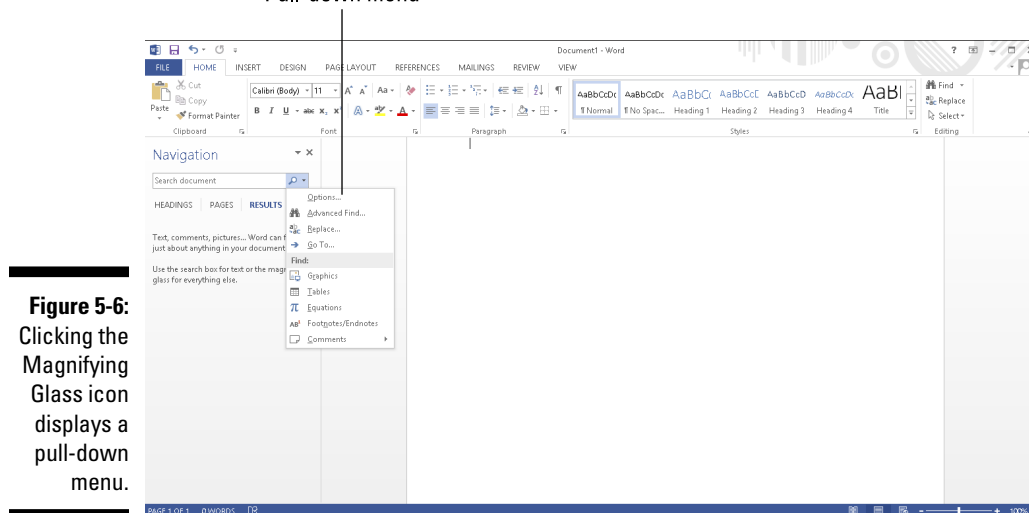 Pull-down menu
Document1 - Word
FILE HOME INSERT DESIGN PAGE LAYOUT REFERENCES MAILINGS REVIEW VIEW
Cut
Copy
Format Painter
Paste
Clipboard
Calibri (Body) 11
Font
Paragraph
AaBbCcDc AaBbCcDc AaBbC( AaBbCcC AaBbCcD AaBbCcDc AaB
¶ Normal ¶ No Spac... Heading 1 Heading 2 Heading 3 Heading 4 Title
Styles
Find
Replace
Select
Editing
Navigation
Search document
HEADINGS PAGES RESULTS
Text, comments, pictures... Word can
just about anything in your document
Use the search box for text or the
glass for everything else.
Options...
Advanced Find...
Replace...
Go To...
Find:
Graphics
Tables
Equations
Footnotes/Endnotes
Comments
Figure 5-6:
Clicking the
Magnifying
Glass icon
displays a
pull-down
menu.
PAGE 1 OF 1 0 WORDS
100%